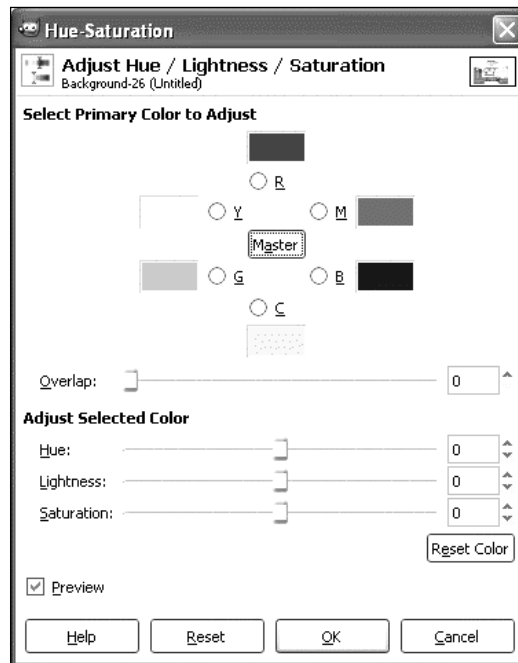 Hue-Saturation
Adjust Hue / Lightness / Saturation
Background-26 (Untitled)
Select Primary Color to Adjust
R
Y M
Master
G B
C
Overlap: 0
Adjust Selected Color
Hue: 0
Lightness: 0
Saturation: 0
Reset Color
Preview
Help Reset OK Cancel